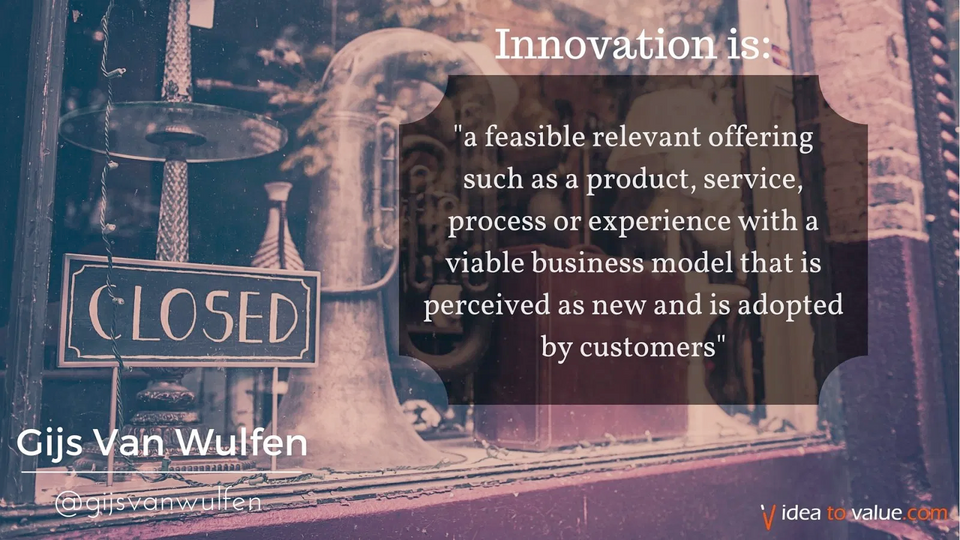 Innovation is:
"a feasible relevant offering
such as a product, service,
process or experience with a
viable business model that is
perceived as new and is adopted
by customers"
CLOSED
Gijs Van Wulfen
@gijsvanwulfen
idea to value.com